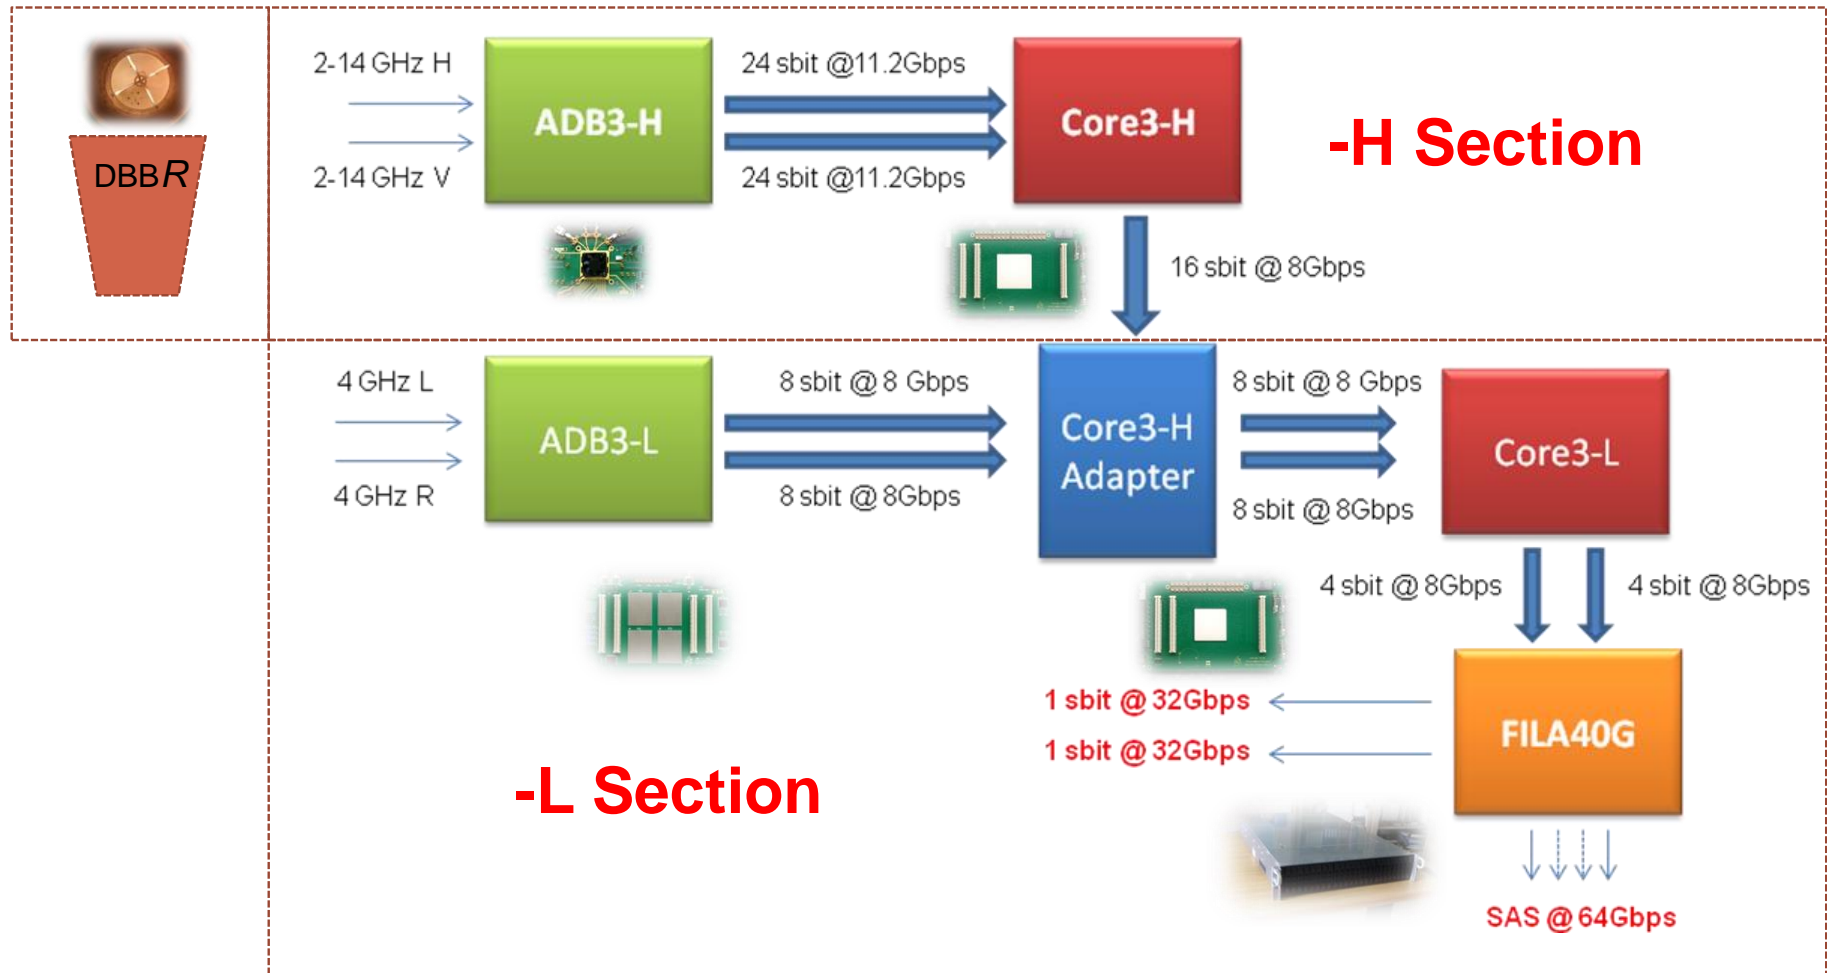 DBBR
2-14 GHz H
2-14 GHz V
ADB3-H
24 sbit @11.2Gbps
24 sbit @11.2Gbps
Core3-H
-H Section
16 sbit @ 8Gbps
4 GHz L
4 GHz R
ADB3-L
8 sbit @ 8 Gbps
8 sbit @ 8Gbps
Core3-H
Adapter
8 sbit @ 8 Gbps
8 sbit @ 8Gbps
Core3-L
4 sbit @ 8Gbps
4 sbit @ 8Gbps
1 sbit @ 32Gbps
1 sbit @ 32Gbps
FILA40G
-L Section
SAS @ 64Gbps